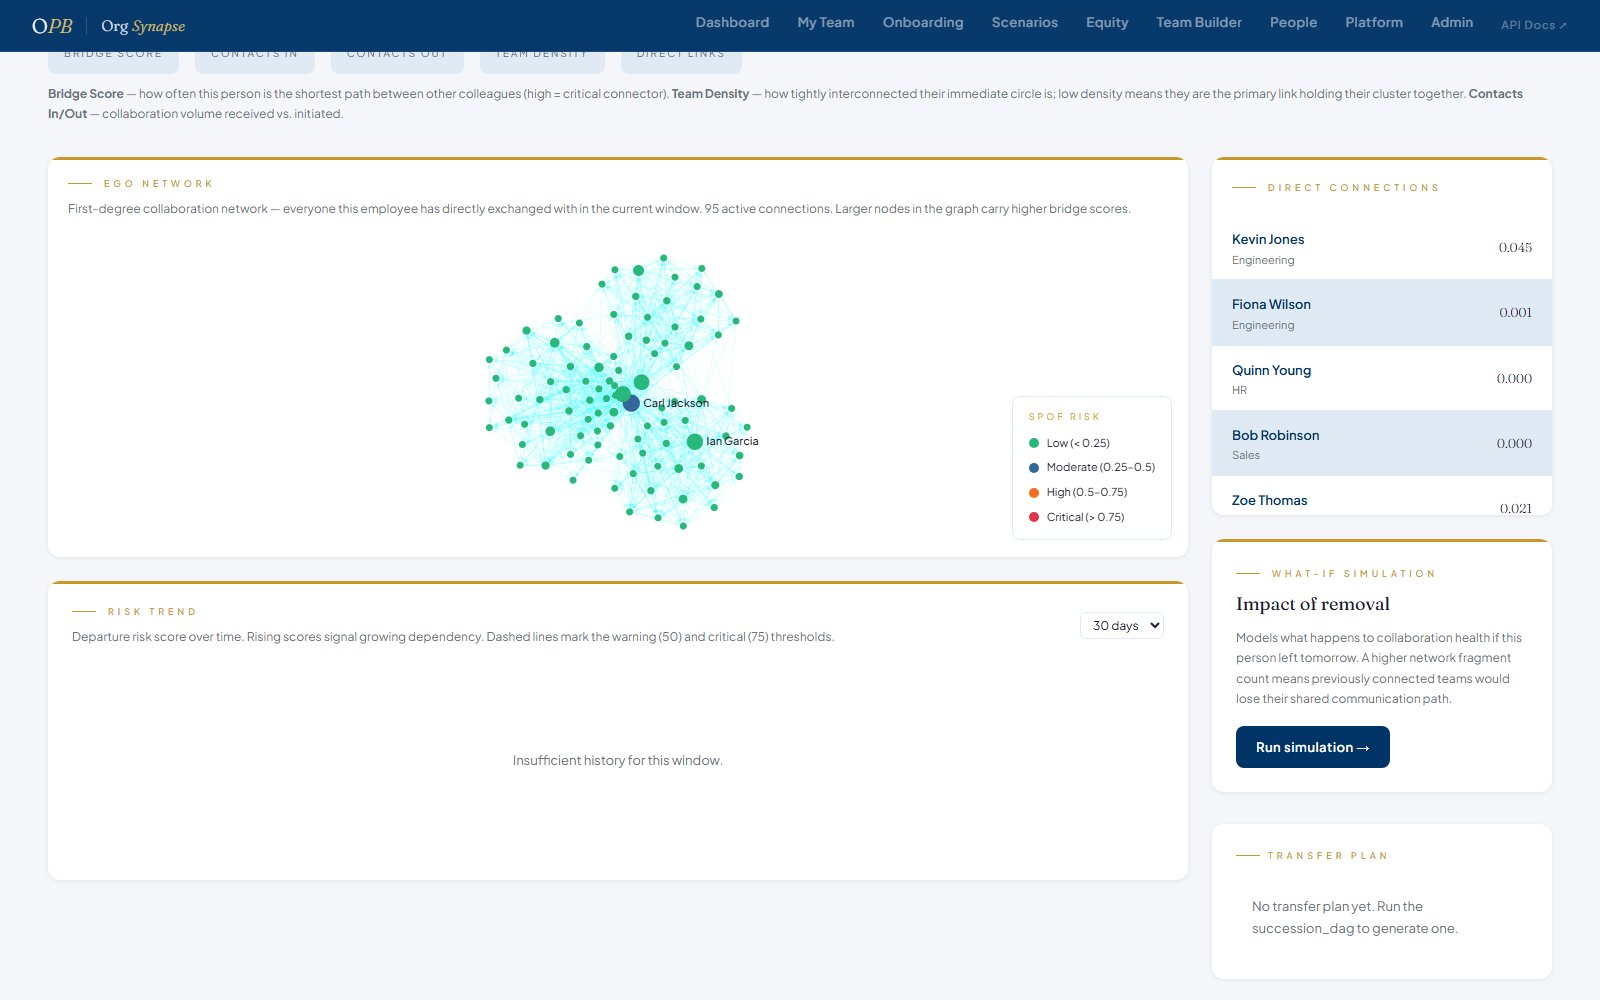 OPB
Org Synapse
Dashboard
My Team
Onboarding
Scenarios
Equity
Team Builder
People
Platform
Admin
API Docs ↗
BRIDGE SCORE
CONTACTS IN
CONTACTS OUT
TEAM DENSITY
DIRECT LINKS
Bridge Score — how often this person is the shortest path between other colleagues (high = critical connector). Team Density — how tightly interconnected their immediate circle is; low density means they are the primary link holding their cluster together. Contacts
In/Out — collaboration volume received vs. initiated.
EGO NETWORK
First-degree collaboration network — everyone this employee has directly exchanged with in the current window. 95 active connections. Larger nodes in the graph carry higher bridge scores.
Carl Jackson
Ian Garcia
SPOF RISK
Low (< 0.25)
Moderate (0.25–0.5)
High (0.5–0.75)
Critical (> 0.75)
RISK TREND
Departure risk score over time. Rising scores signal growing dependency. Dashed lines mark the warning (50) and critical (75) thresholds.
30 days
Insufficient history for this window.
DIRECT CONNECTIONS
Kevin Jones
Engineering
0.045
Fiona Wilson
Engineering
0.001
Quinn Young
HR
0.000
Bob Robinson
Sales
0.000
Zoe Thomas
0.021
WHAT-IF SIMULATION
Impact of removal
Models what happens to collaboration health if this
person left tomorrow. A higher network fragment
count means previously connected teams would
lose their shared communication path.
Run simulation →
TRANSFER PLAN
No transfer plan yet. Run the
succession_dag to generate one.